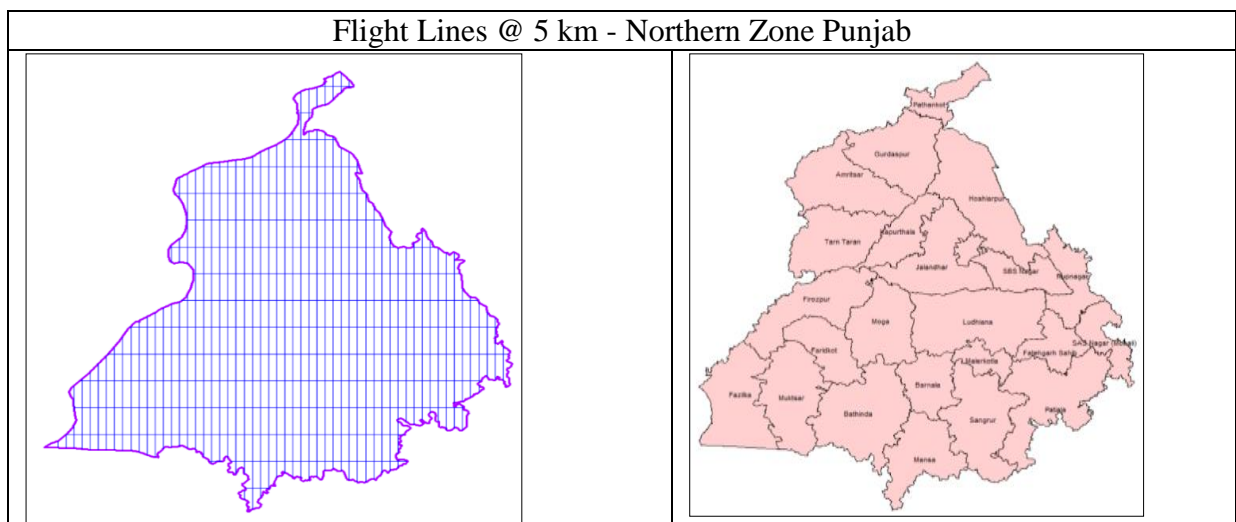 Flight Lines @ 5 km - Northern Zone Punjab
Pathankot
Gurdaspur
Amritsar
Hoshiarpur
Kapurthala
Tarn Taran
Jalandhar
SBS Nagar
Rupnagar
Firozpur
Moga
Ludhiana
SAS Nagar (Mohali)
Faridkot
Fatehgarh Sahib
Malerkotla
Barnala
Fazilka
Muktsar
Bathinda
Sangrur
Patiala
Mansa